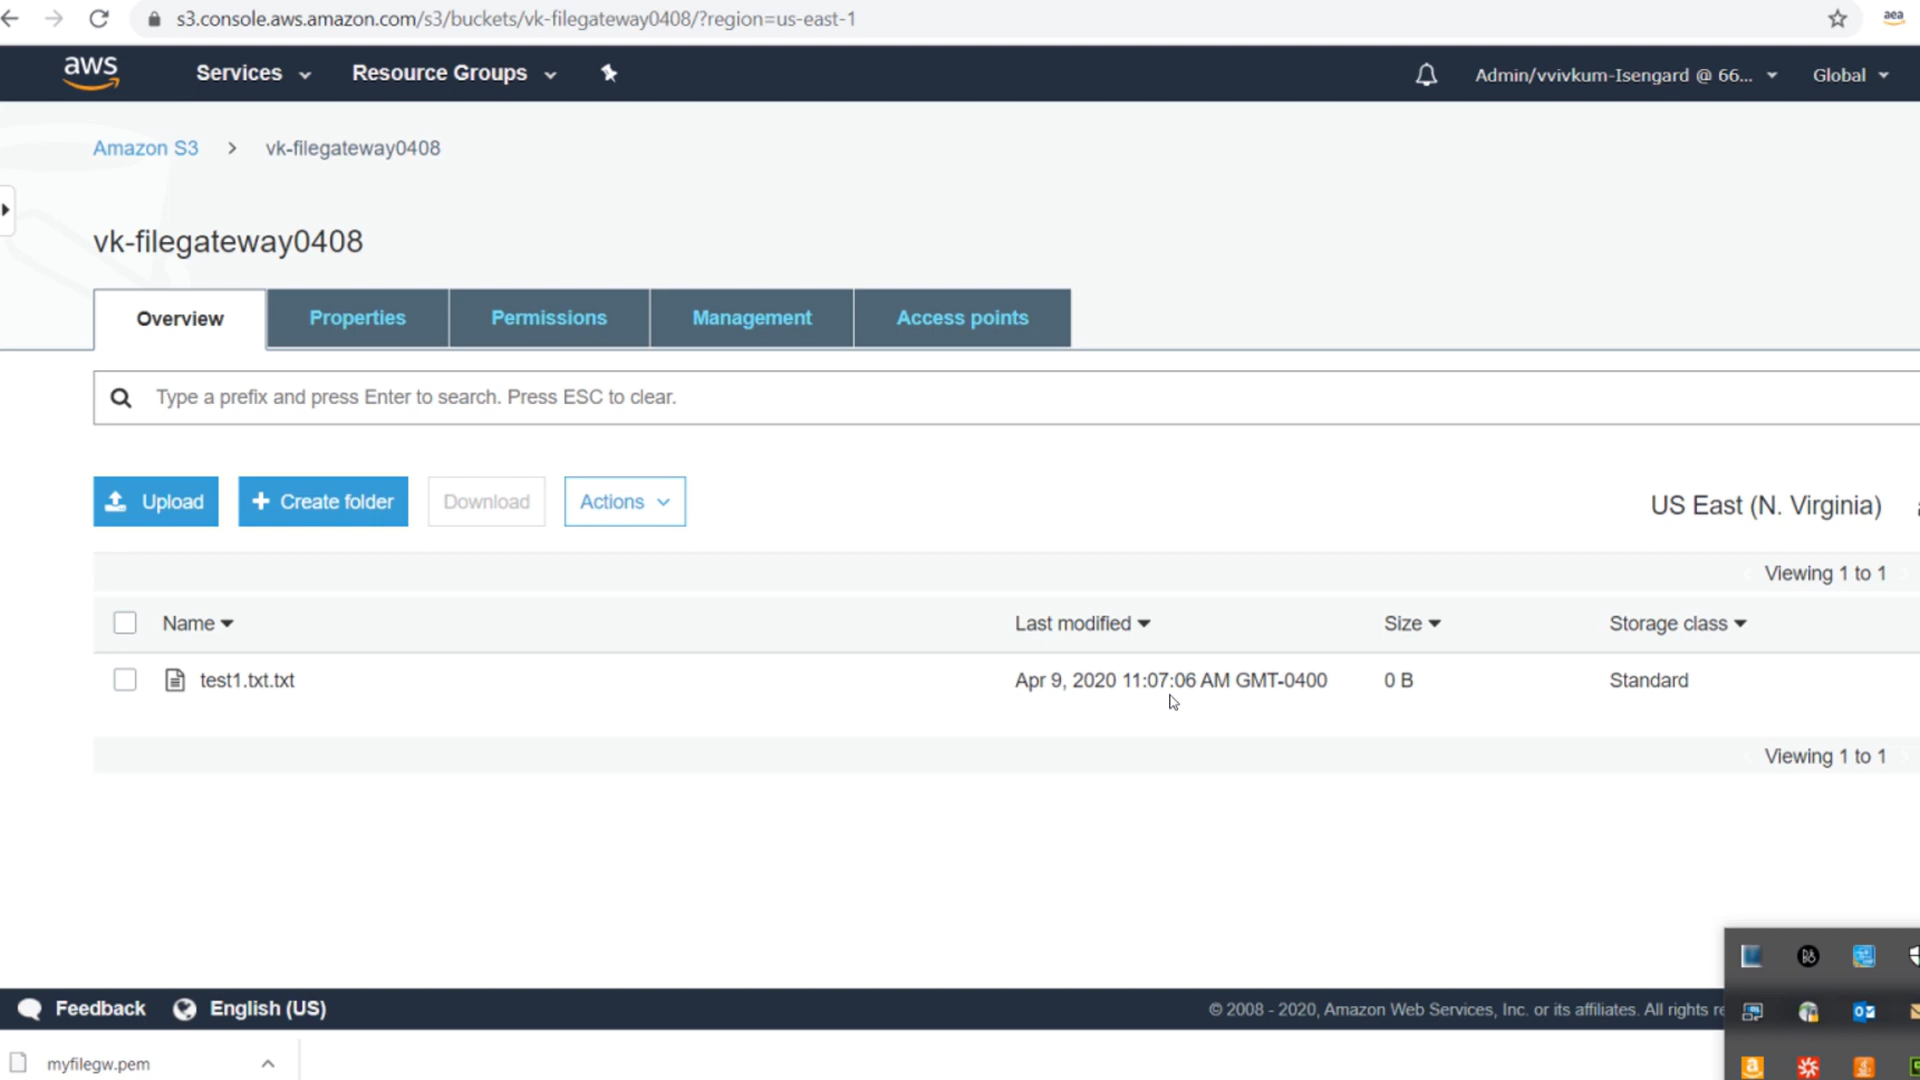 s3.console.aws.amazon.com/s3/buckets/vk-filegateway0408/?region=us-east-1
aea
aws Services Resource Groups Admin/vvivkum-Isengard @ 66... Global
Amazon S3 > vk-filegateway0408
vk-filegateway0408
Overview Properties Permissions Management Access points
Type a prefix and press Enter to search. Press ESC to clear.
Upload + Create folder Download Actions US East (N. Virginia)
Viewing 1 to 1
Name Last modified Size Storage class
test1.txt.txt Apr 9, 2020 11:07:06 AM GMT-0400 0 B Standard
Viewing 1 to 1
Feedback English (US) © 2008 - 2020, Amazon Web Services, Inc. or its affiliates. All rights
myfilegw.pem